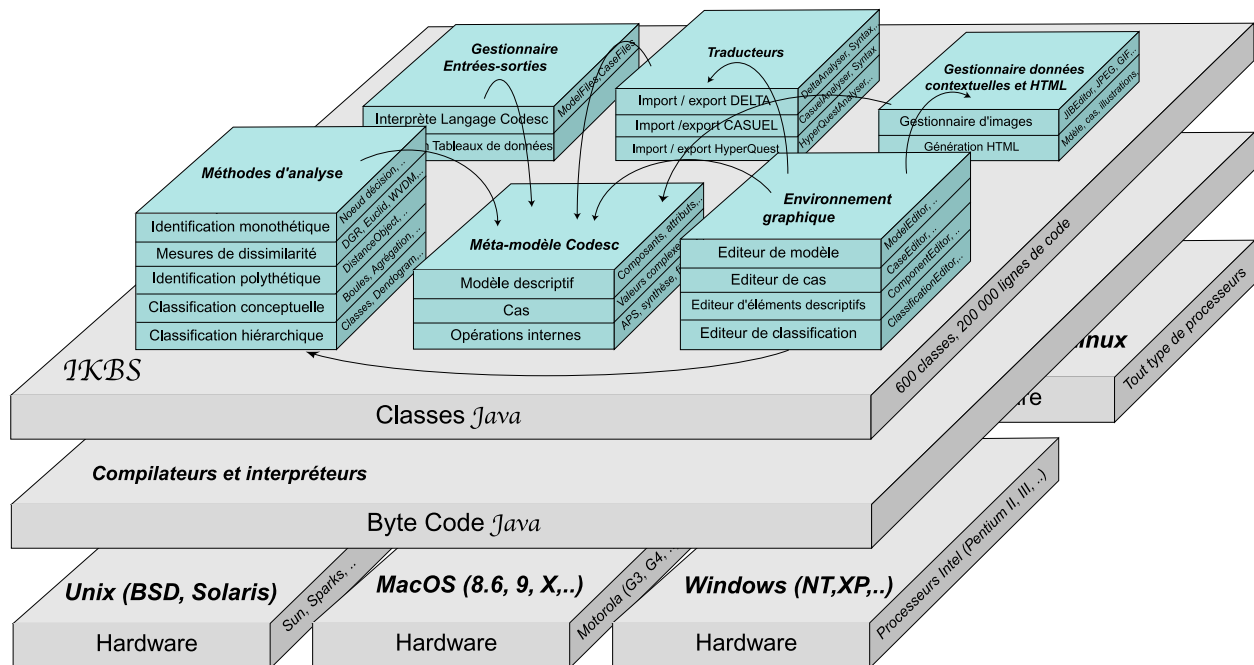 Gestionnaire
Entrées-sorties
Interprète Langage Codesc
Tableaux de données
ModelFiles,CaseFiles
Traducteurs
Import / export DELTA
Import /export CASUEL
Import / export HyperQuest
DeltaAnalyser, Syntax,..
CasuelAnalyser, Syntax
HyperQuestAnalyser,..
Gestionnaire données
contextuelles et HTML
Gestionnaire d'images
Génération HTML
JIBEditor, JPEG, GIF,..
Mdèle, cas, illustrations,
Méthodes d'analyse
Identification monothétique
Mesures de dissimilarité
Identification polythétique
Classification conceptuelle
Classification hiérarchique
Noeud décision, ..
DGR, Euclid, WVDM,..
DistanceObject, ..
Boules, Agrégation, ..
Classes, Dendogram,..
Méta-modèle Codesc
Modèle descriptif
Cas
Opérations internes
Composants, attributs,..
Valeurs complexe
APS, synthèse,
Environnement
graphique
Editeur de modèle
Editeur de cas
Editeur d'éléments descriptifs
Editeur de classification
ModelEditor, ..
CaseEditor, ..
ComponentEditor, ..
ClassificationEditor,..
IKBS
600 classes, 200 000 lignes de code
Classes Java
Compilateurs et interpréteurs
Byte Code Java
Unix (BSD, Solaris)
Hardware
Sun, Sparks, ..
MacOS (8.6, 9, X,..)
Hardware
Motorola (G3, G4,
Windows (NT,XP,..)
Hardware
Processeurs Intel (Pentium II, III, ..)
inux
are
Tout type de processeurs